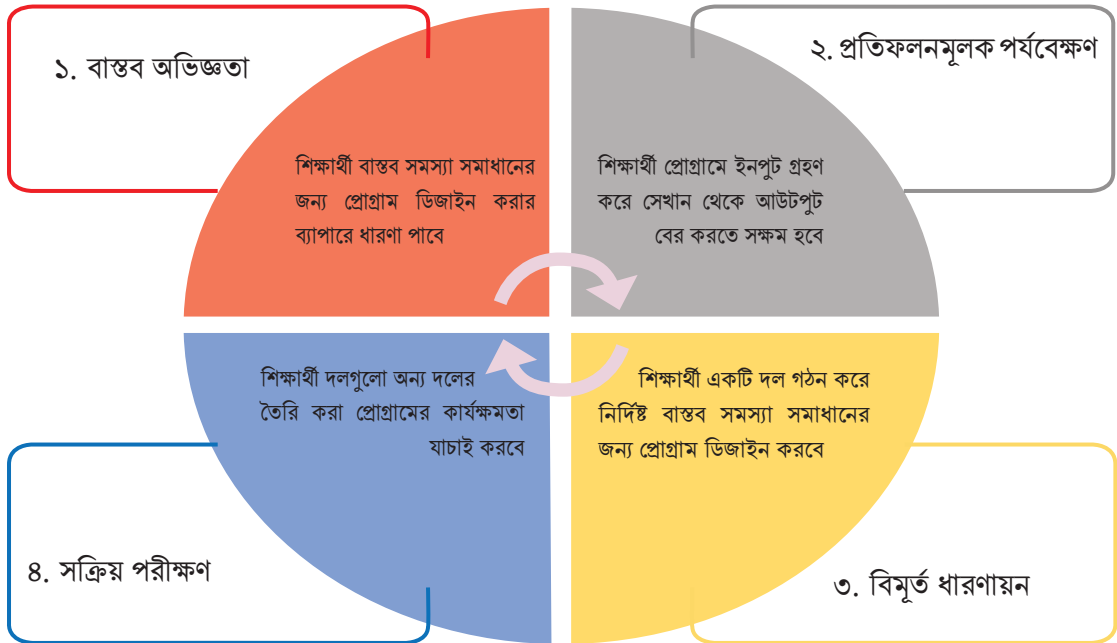 ১. বাস্তব অভিজ্ঞতা
শিক্ষার্থী বাস্তব সমস্যা সমাধানের
জন্য প্রোগ্রাম ডিজাইন করার
ব্যাপারে ধারণা পাবে
২. প্রতিফলনমূলক পর্যবেক্ষণ
শিক্ষার্থী প্রোগ্রামে ইনপুট গ্রহণ
করে সেখান থেকে আউটপুট
বের করতে সক্ষম হবে
শিক্ষার্থী একটি দল গঠন করে
নির্দিষ্ট বাস্তব সমস্যা সমাধানের
জন্য প্রোগ্রাম ডিজাইন করবে
৩. বিমূর্ত ধারণায়ন
শিক্ষার্থী দলগুলো অন্য দলের
তৈরি করা প্রোগ্রামের কার্যক্ষমতা
যাচাই করবে
৪. সক্রিয় পরীক্ষণ